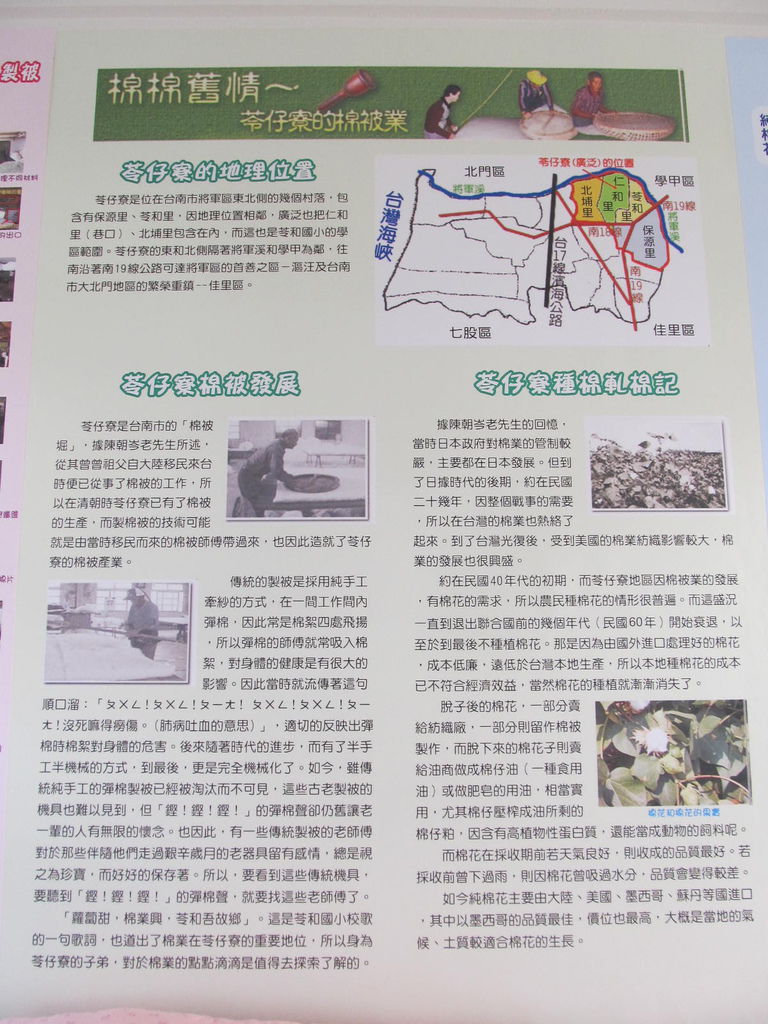 棉棉舊情～
苓仔寮的棉被業
苓仔寮的地理位置
苓仔寮是位在台南市將軍區東北側的幾個村落，包
含有保源里、苓和里，因地理位置相鄰，廣泛也把仁和
里（巷口）、北埔里包含在內，而這也是苓和國小的學
區範圍。苓仔寮的東和北側隔著將軍溪和學甲為鄰，往
南沿著南19線公路可達將軍區的首善之區－漚汪及台南
市大北門地區的繁榮重鎮--佳里區。
北門區
苓仔寮(廣泛)的位置
學甲區
將軍溪
台灣海峽
北埔里
仁和里
苓和里
南19線
將軍溪
保源里
南18線
南19線
台17線濱海公路
七股區
佳里區
苓仔寮棉被發展
苓仔寮是台南市的「棉被
堀」，據陳朝岺老先生所述，
從其曾曾祖父自大陸移民來台
時便已從事了棉被的工作，所
以在清朝時苓仔寮已有了棉被
的生產，而製棉被的技術可能
就是由當時移民而來的棉被師傅帶過來，也因此造就了苓仔
寮的棉被產業。
傳統的製被是採用純手工
牽紗的方式，在一間工作間內
彈棉，因此常是棉絮四處飛揚
，所以彈棉的師傅就常吸入棉
絮，對身體的健康是有很大的
影響。因此當時就流傳著這句
順口溜：「ㄆㄨㄥ!ㄆㄨㄥ!ㄆㄧㄤ! ㄆㄨㄥ!ㄆㄨㄥ!ㄆㄧ
ㄤ!沒死嘛得癆傷。(肺病吐血的意思)」，適切的反映出彈
棉時棉絮對身體的危害。後來隨著時代的進步，而有了半手
工半機械的方式，到最後，更是完全機械化了。如今，雖傳
統純手工的彈棉製被已經被淘汰而不可見，這些古老製被的
機具也難以見到，但「鏗！鏗！鏗！」的彈棉聲卻仍舊讓老
一輩的人有無限的懷念。也因此，有一些傳統製被的老師傅
對於那些伴隨他們走過艱辛歲月的老器具留有感情，總是視
之為珍寶，而好好的保存著。所以，要看到這些傳統機具，
要聽到「鏗！鏗！鏗！」的彈棉聲，就要找這些老師傅了。
「蘿蔔甜，棉業興，苓和吾故鄉」。這是苓和國小校歌
的一句歌詞，也道出了棉業在苓仔寮的重要地位，所以身為
苓仔寮的子弟，對於棉業的點點滴滴是值得去探索了解的。
苓仔寮種棉軋棉記
據陳朝岺老先生的回憶，
當時日本政府對棉業的管制較
嚴，主要都在日本發展。但到
了日據時代的後期，約在民國
二十幾年，因整個戰事的需要
，所以在台灣的棉業也熱絡了
起來。到了台灣光復後，受到美國的棉業紡織影響較大，棉
業的發展也很興盛。
約在民國40年代的初期，而苓仔寮地區因棉被業的發展
，有棉花的需求，所以農民種棉花的情形很普遍。而這盛況
一直到退出聯合國前的幾個年代（民國60年）開始衰退，以
至於到最後不種植棉花。那是因為由國外進口處理好的棉花
，成本低廉，遠低於台灣本地生產，所以本地種棉花的成本
已不符合經濟效益，當然棉花的種植就漸漸消失了。
脫子後的棉花，一部分賣
給紡織廠，一部分則留作棉被
製作，而脫下來的棉花子則賣
給油商做成棉仔油（一種食用
油）或做肥皂的用油，相當實
用，尤其棉仔壓榨成油所剩的
棉仔粕，因含有高植物性蛋白質，還能當成動物的飼料呢。
棉花和棉花的果實
而棉花在採收期前若天氣良好，則收成的品質最好。若
採收前曾下過雨，則因棉花曾吸過水分，品質會變得較差。
如今純棉花主要由大陸、美國、墨西哥、蘇丹等國進口
，其中以墨西哥的品質最佳，價位也最高，大概是當地的氣
候、土質較適合棉花的生長。
製被